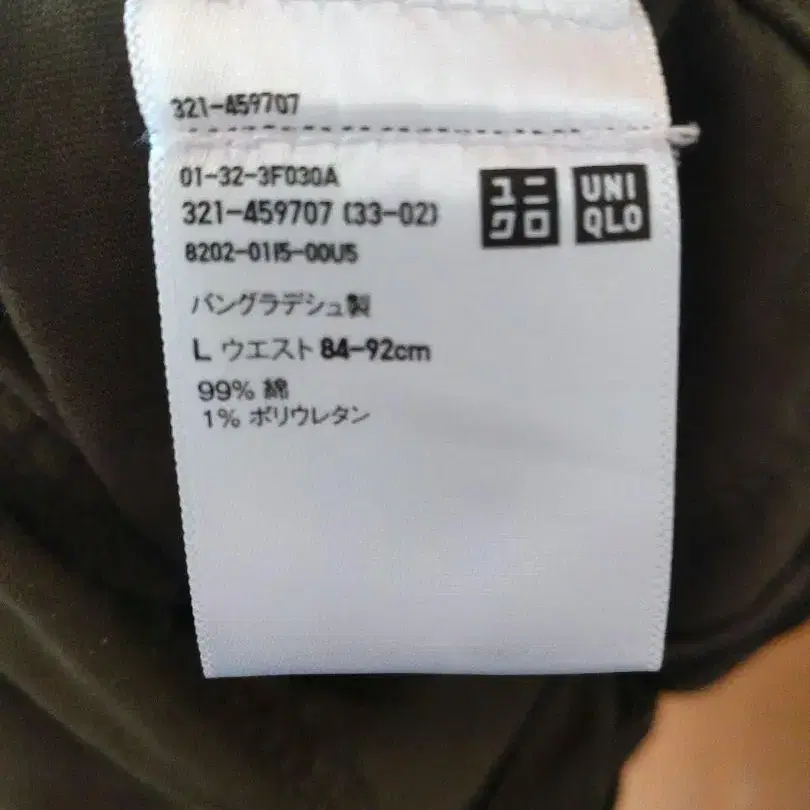 321-459707
01-32-3F030A
321-459707 (33-02)
8202-0115-00U5
ユニクロ
UNIQLO
バングラデシュ製
L ウエスト 84-92cm
99% 綿
1% ポリウレタン